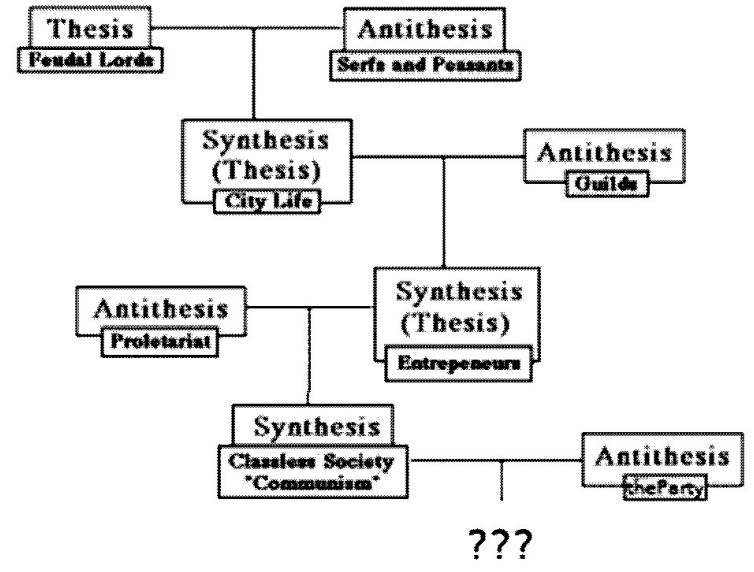 Thesis
Feudal Lords
Antithesis
Serfs and Peasants
Synthesis
(Thesis)
City Life
Antithesis
Guilds
Antithesis
Proletariat
Synthesis
(Thesis)
Entrepeneurs
Synthesis
Classless Society
"Communism"
Antithesis
theParty
???